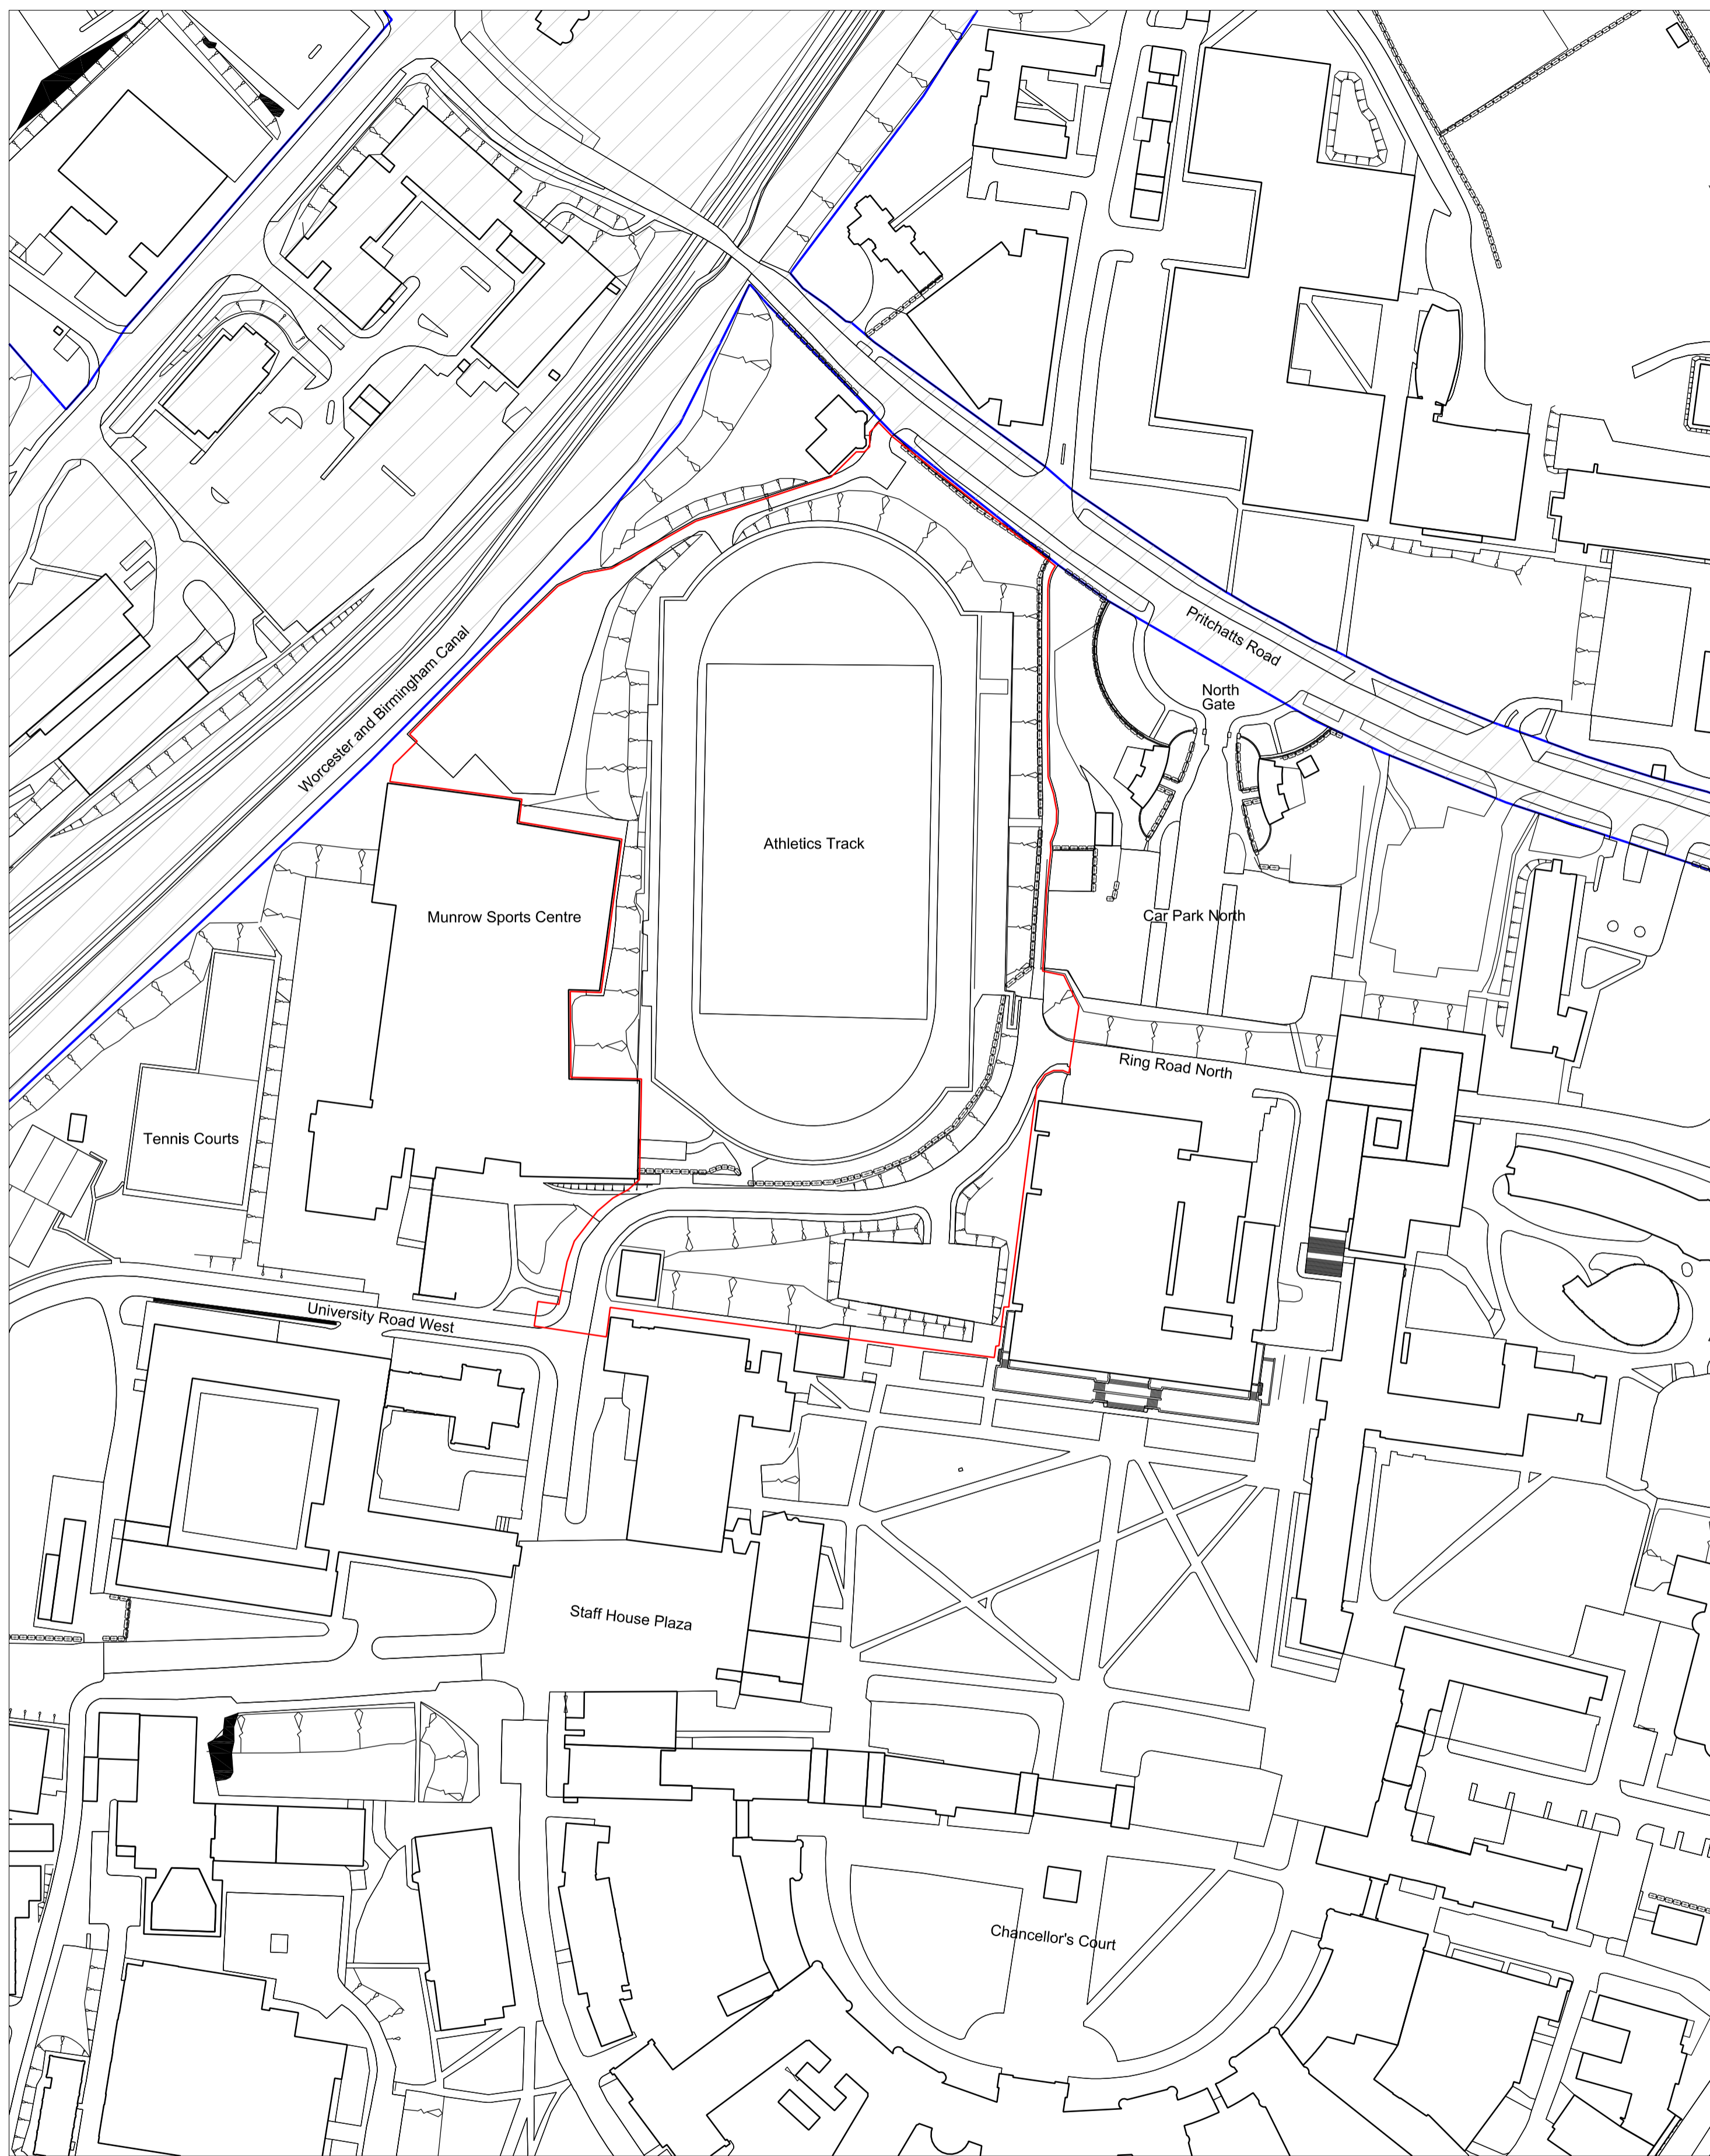 Pritchatts Road
Worcester and Birmingham Canal
North
Gate
Athletics Track
Munrow Sports Centre
Car Park North
Ring Road North
Tennis Courts
University Road West
Staff House Plaza
Chancellor's Court